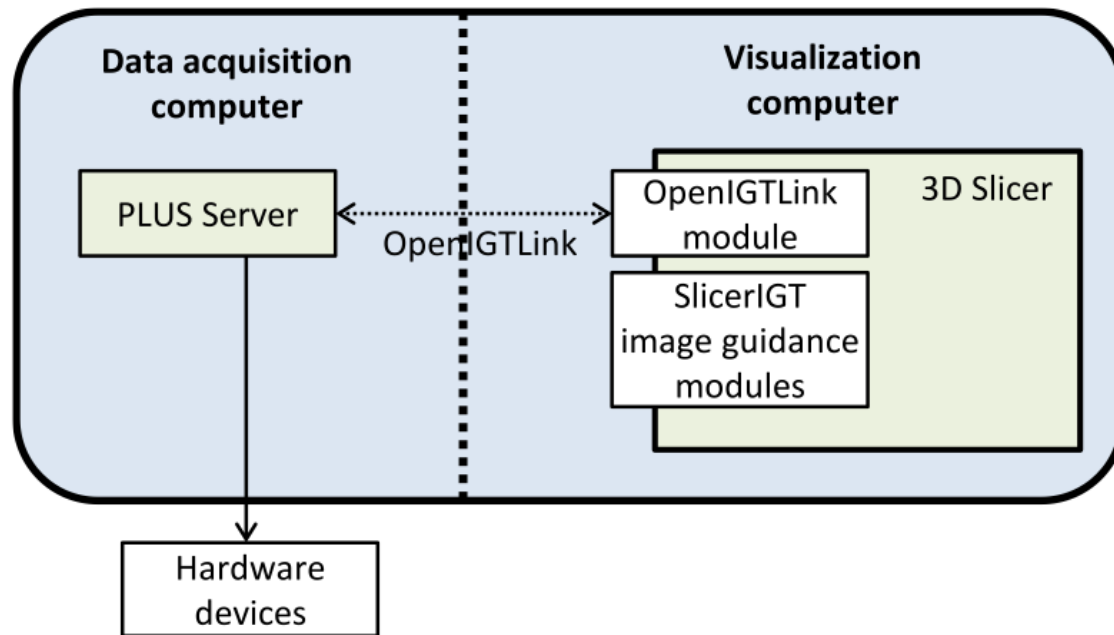 Data acquisition
computer
Visualization
computer
PLUS Server
OpenIGTLink
OpenIGTLink
module
3D Slicer
SlicerIGT
image guidance
modules
Hardware
devices